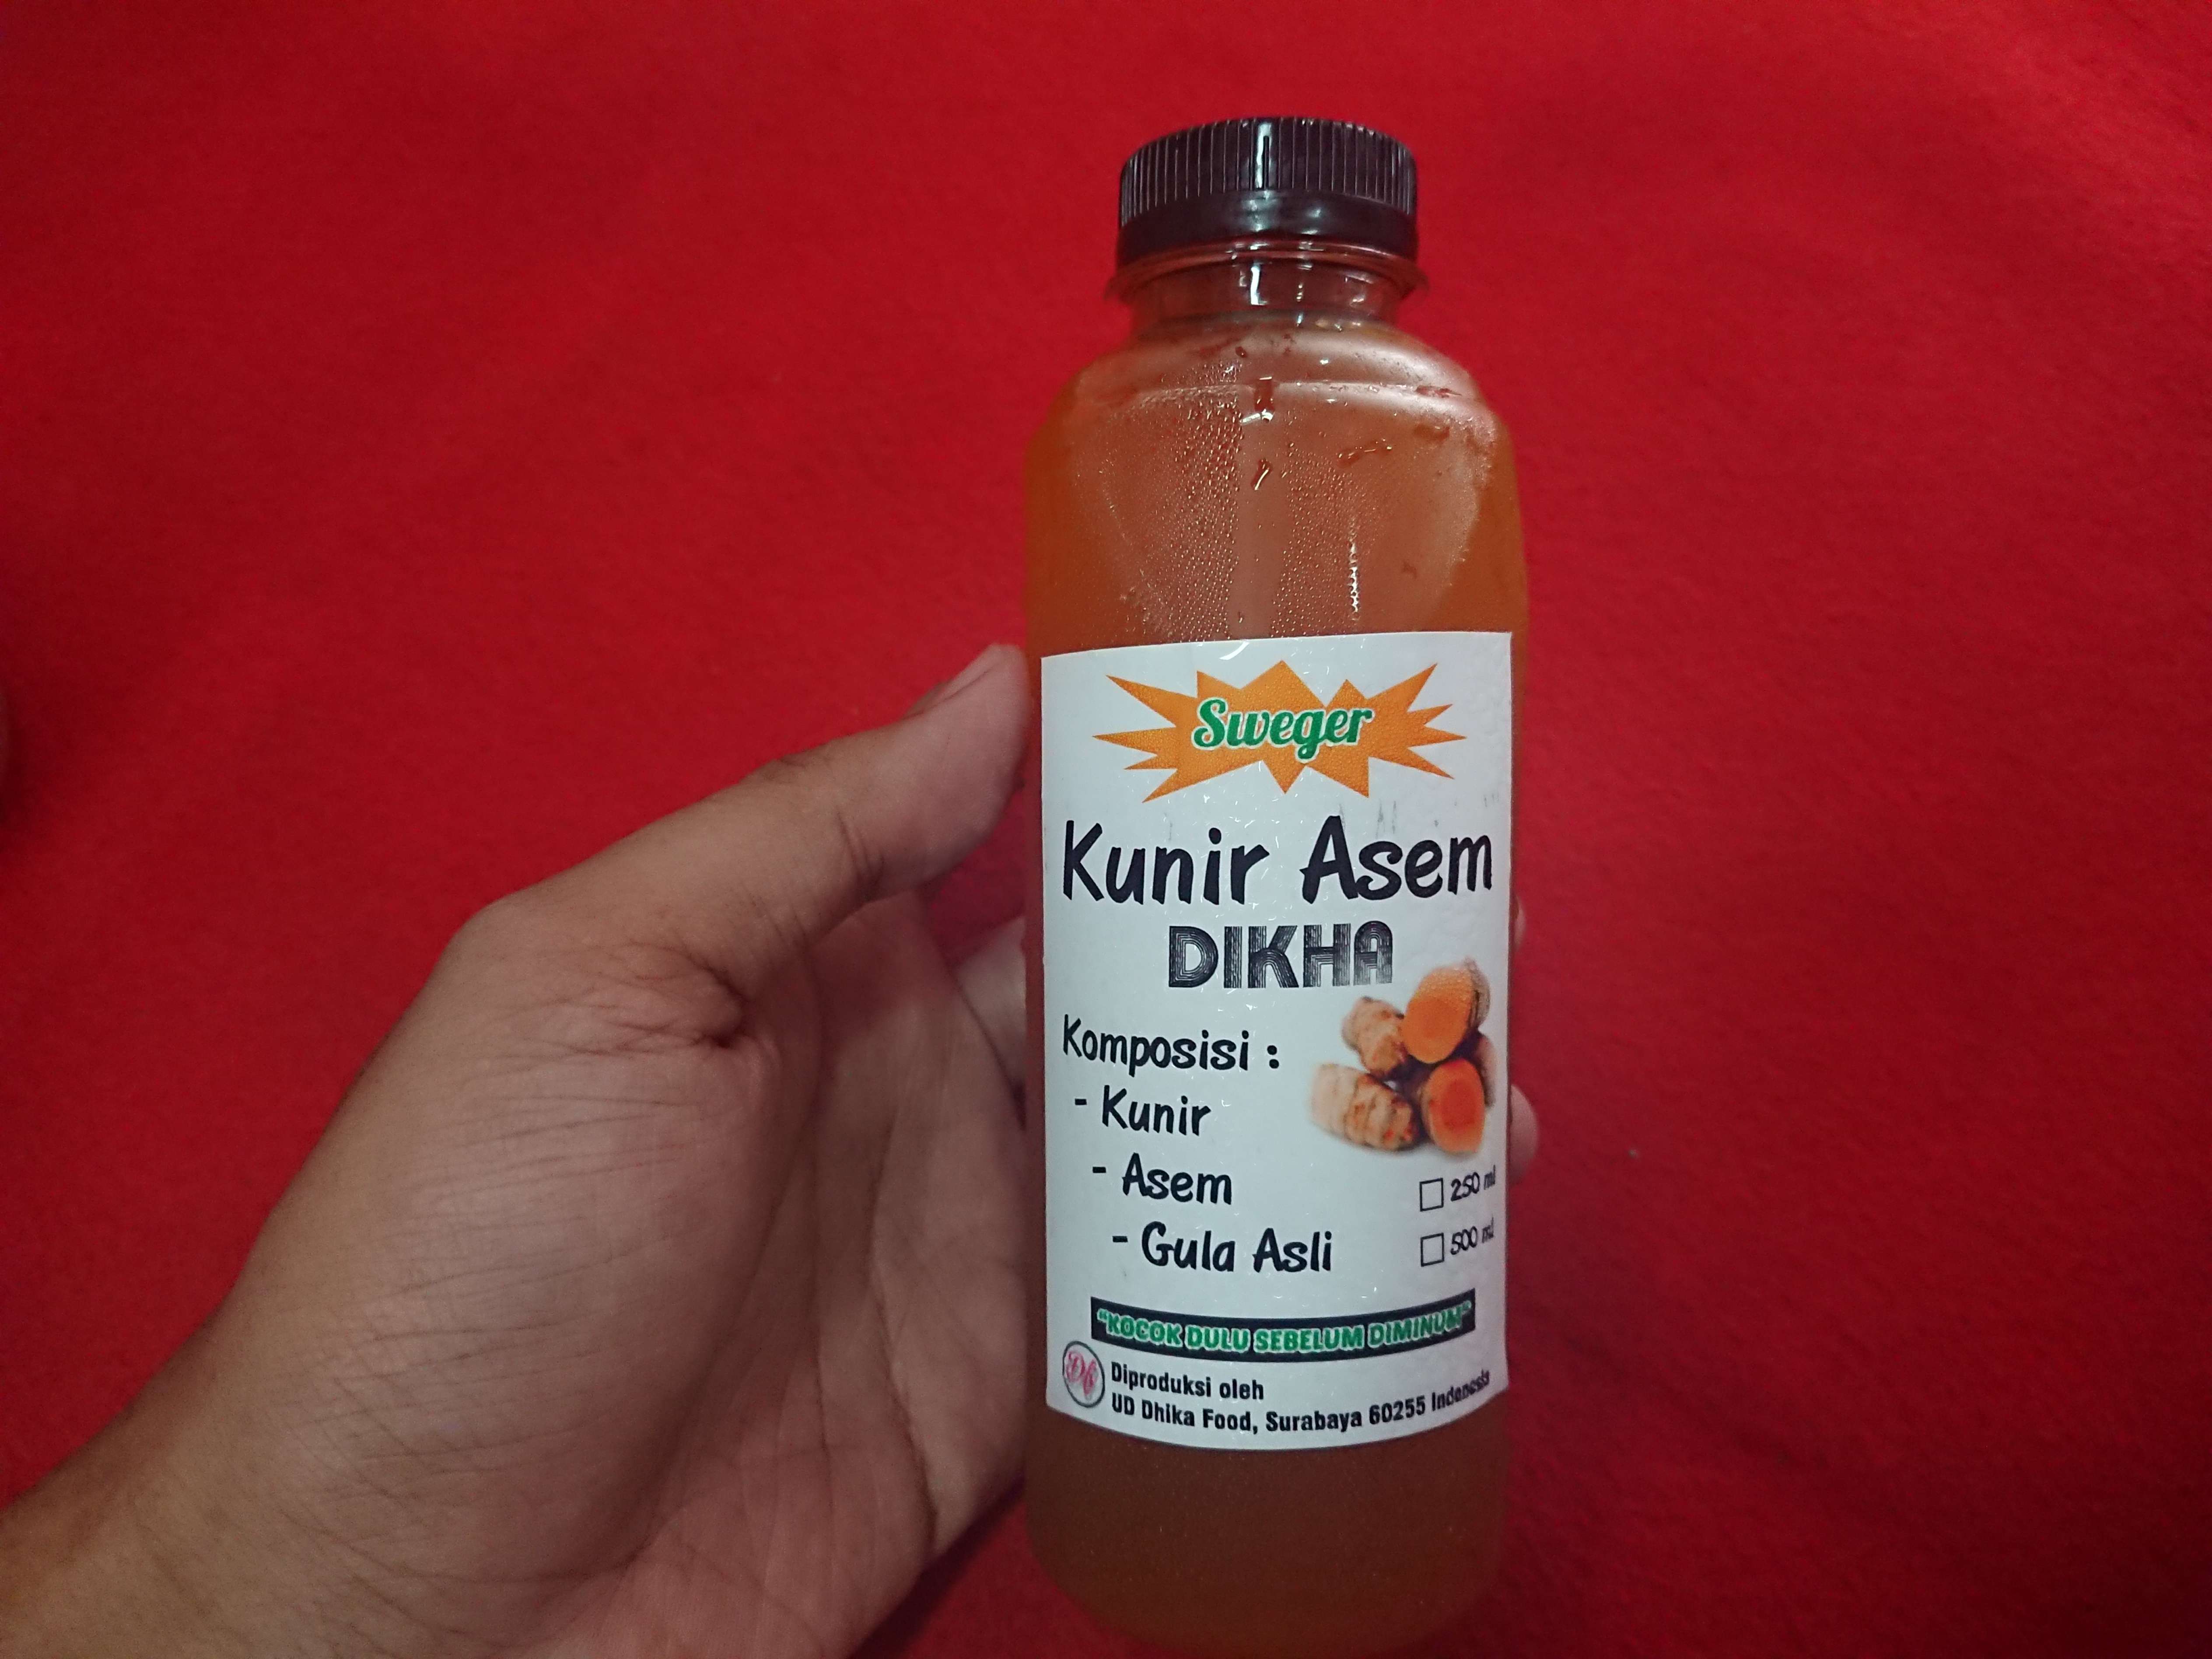 Sweger
Kunir Asem
DIKHA
Komposisi :
- Kunir
- Asem
- Gula Asli
250 ml
500 ml
"KOCOK DULU SEBELUM DIMINUM"
Df
Diproduksi oleh
UD Dhika Food, Surabaya 60255 Indonesia